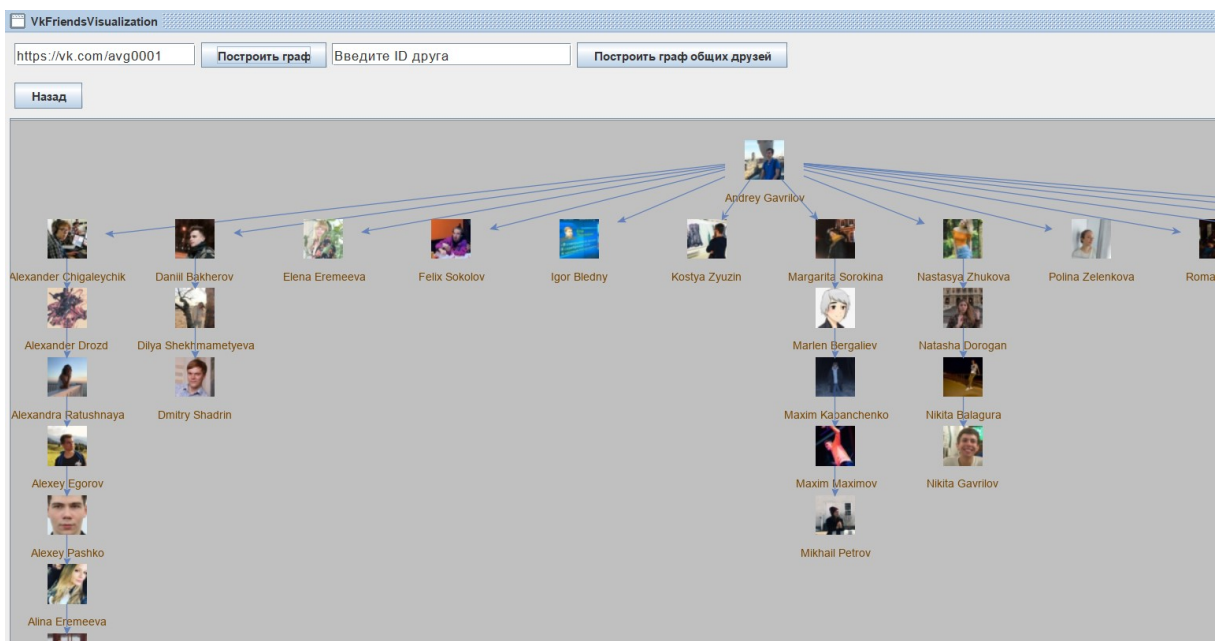 VkFriendsVisualization
https://vk.com/avg0001 Построить граф Введите ID друга Построить граф общих друзей
Назад
Andrey Gavrilov
Alexander Chigaleychik Daniil Bakherov Elena Eremeeva Felix Sokolov Igor Bledny Kostya Zyuzin Margarita Sorokina Nastasya Zhukova Polina Zelenkova Roma
Alexander Drozd Dilya Shekhmametyeva Marlen Bergaliev Natasha Dorogan
Alexandra Ratushnaya Dmitry Shadrin Maxim Kabanchenko Nikita Balagura
Alexey Egorov Maxim Maximov Nikita Gavrilov
Alexey Pashko Mikhail Petrov
Alina Eremeeva